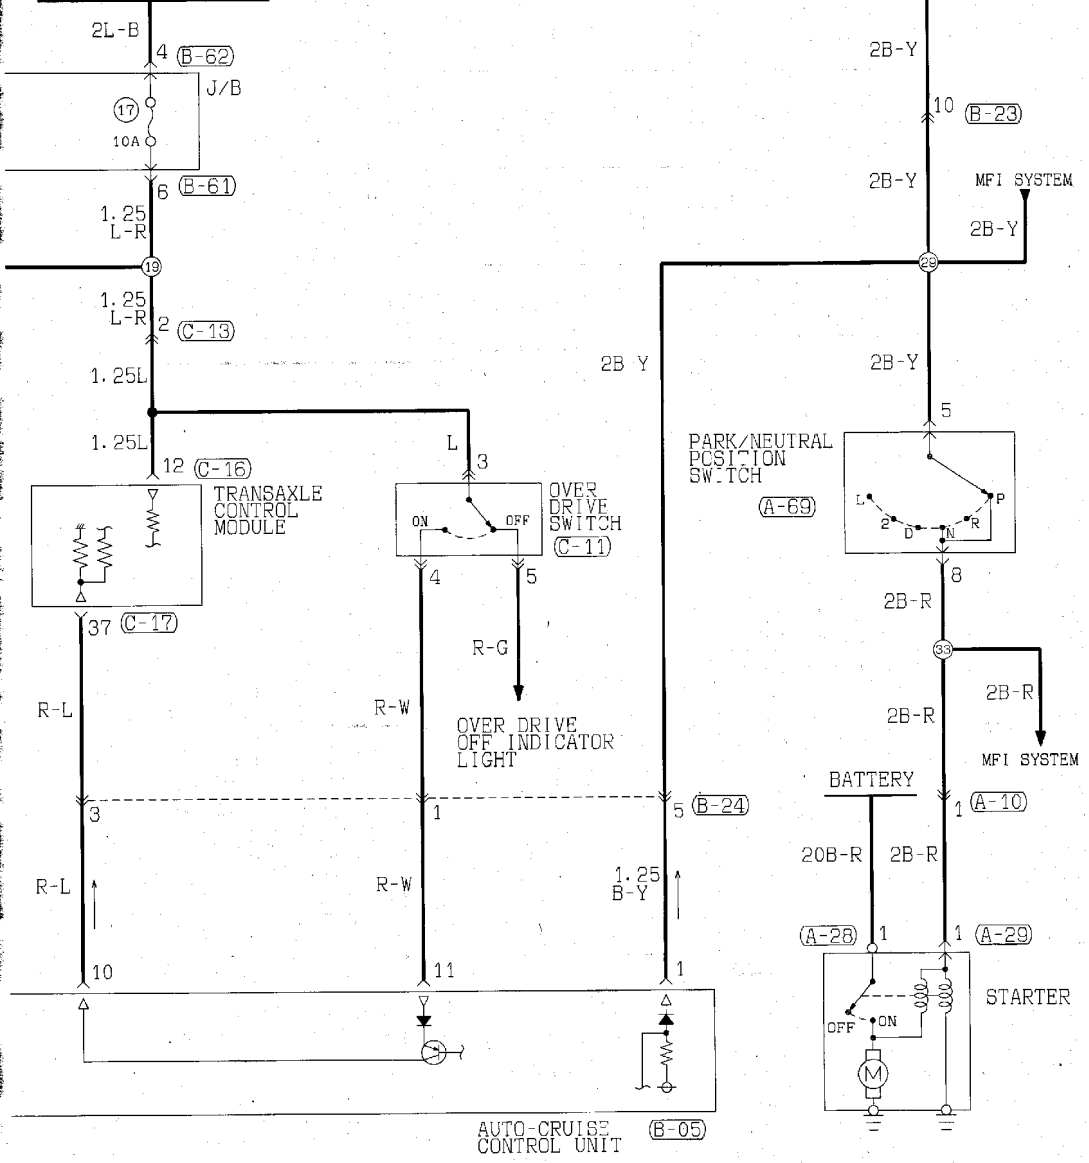 2L-B
4 (B-62)
J/B
17
10A
6 (B-61)
1.25
L-R
19
1.25
L-R
2 (C-13)
1.25L
1.25L
12 (C-16)
TRANSAXLE
CONTROL
MODULE
37 (C-17)
L
3
OVER
DRIVE
SWITCH
(C-11)
ON
OFF
4
5
R-G
OVER DRIVE
OFF INDICATOR
LIGHT
R-L
R-W
3
1
5 (B-24)
R-L
R-W
1.25
B-Y
10
11
1
AUTO-CRUISE
CONTROL UNIT
(B-05)
2B-Y
10 (B-23)
2B-Y
MFI SYSTEM
2B-Y
29
2B Y
2B-Y
5
PARK/NEUTRAL
POSITION
SWITCH
(A-69)
L
2
D
N
R
P
8
2B-R
33
2B-R
2B-R
MFI SYSTEM
BATTERY
1 (A-10)
20B-R
2B-R
(A-28) 1
1 (A-29)
OFF
ON
M
STARTER